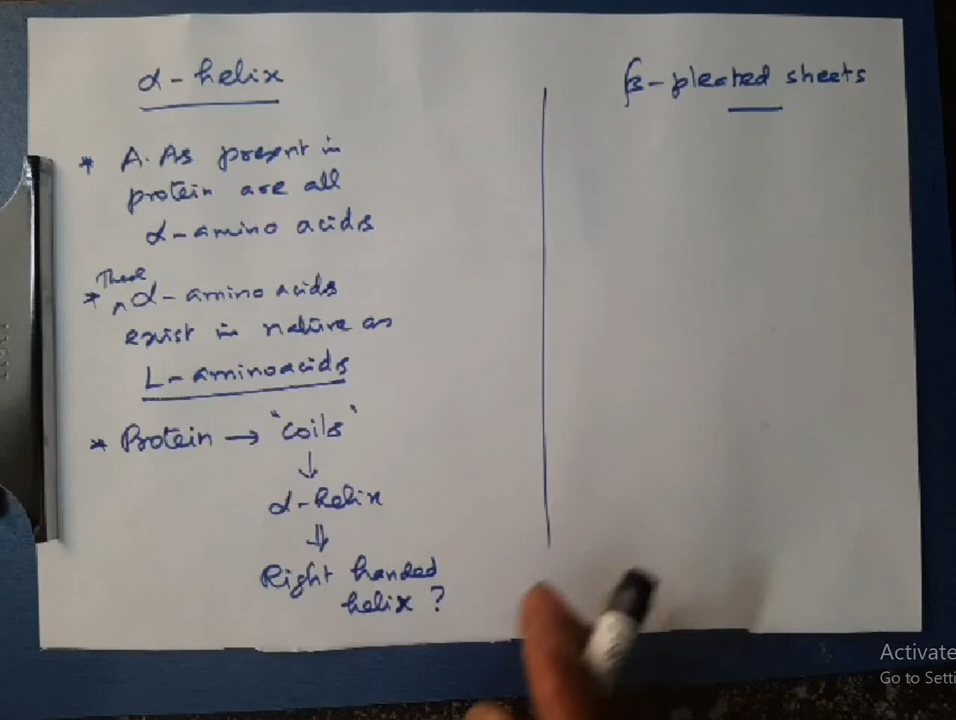 α-helix
* A.As present in
protein are all
α-amino acids
These
* ^ α-amino acids
exist in nature as
L-aminoacids
* Protein → "coils"
↓
α-helix
⇓
Right handed
helix ?
β-pleated sheets
Activate
Go to Setti